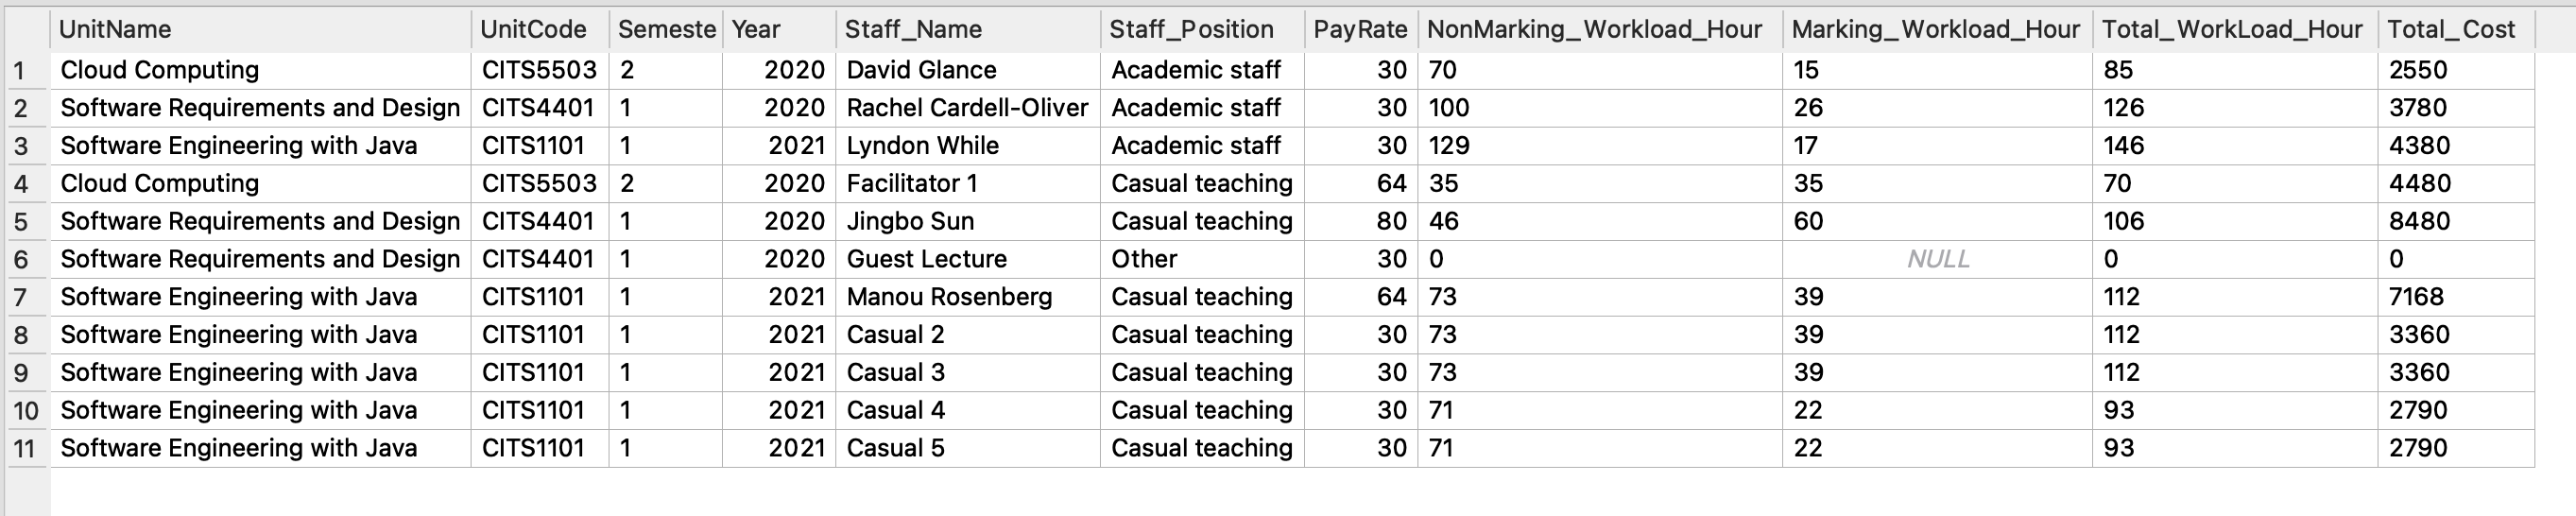 UnitName UnitCode Semeste Year Staff_Name Staff_Position PayRate NonMarking_Workload_Hour Marking_Workload_Hour Total_WorkLoad_Hour Total_Cost
1 Cloud Computing CITS5503 2 2020 David Glance Academic staff 30 70 15 85 2550
2 Software Requirements and Design CITS4401 1 2020 Rachel Cardell-Oliver Academic staff 30 100 26 126 3780
3 Software Engineering with Java CITS1101 1 2021 Lyndon While Academic staff 30 129 17 146 4380
4 Cloud Computing CITS5503 2 2020 Facilitator 1 Casual teaching 64 35 35 70 4480
5 Software Requirements and Design CITS4401 1 2020 Jingbo Sun Casual teaching 80 46 60 106 8480
6 Software Requirements and Design CITS4401 1 2020 Guest Lecture Other 30 0 NULL 0 0
7 Software Engineering with Java CITS1101 1 2021 Manou Rosenberg Casual teaching 64 73 39 112 7168
8 Software Engineering with Java CITS1101 1 2021 Casual 2 Casual teaching 30 73 39 112 3360
9 Software Engineering with Java CITS1101 1 2021 Casual 3 Casual teaching 30 73 39 112 3360
10 Software Engineering with Java CITS1101 1 2021 Casual 4 Casual teaching 30 71 22 93 2790
11 Software Engineering with Java CITS1101 1 2021 Casual 5 Casual teaching 30 71 22 93 2790